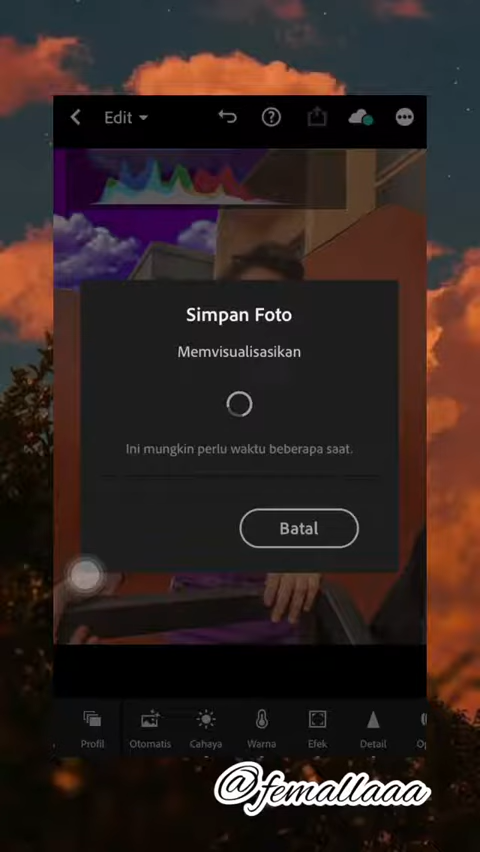 Edit
Simpan Foto
Memvisualisasikan
Ini mungkin perlu waktu beberapa saat.
Batal
Profil
Otomatis
Cahaya
Warna
Efek
Detail
@femallaaa